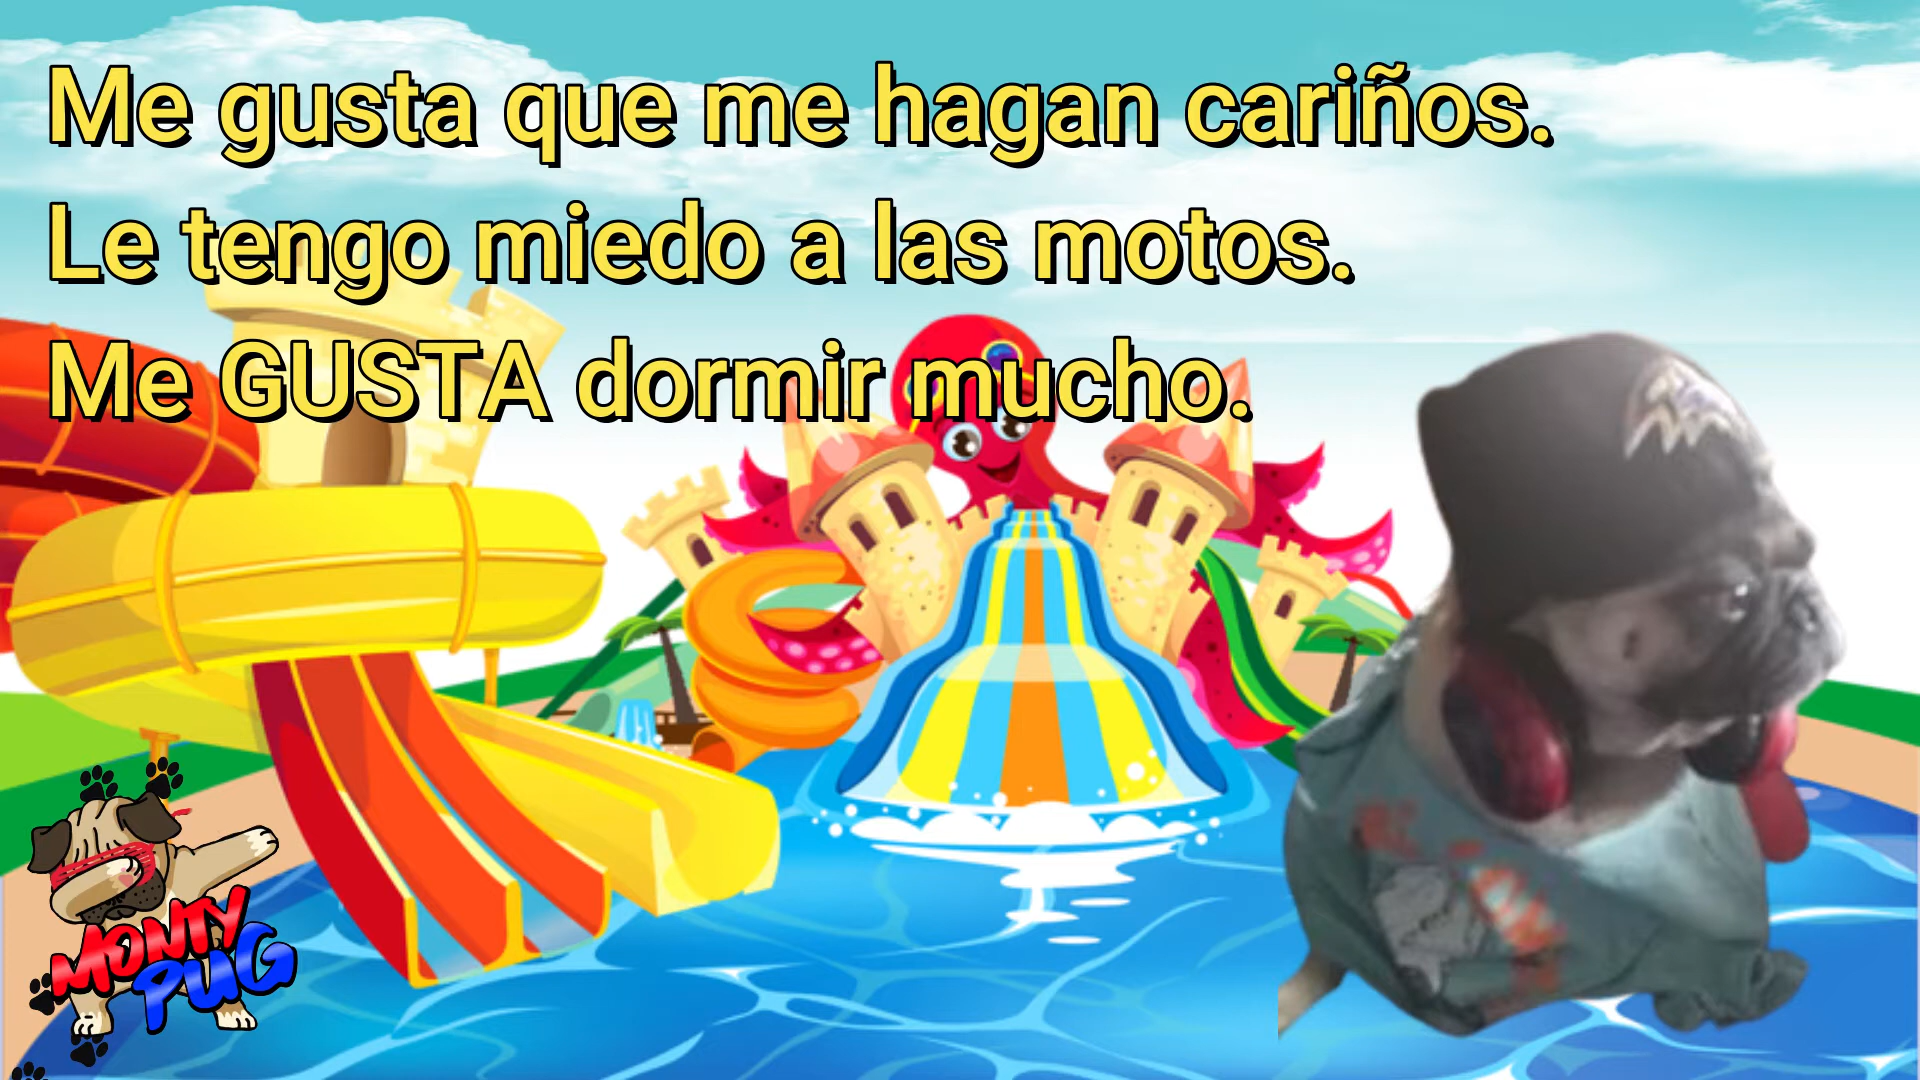 Me gusta que me hagan cariños.
Le tengo miedo a las motos.
Me GUSTA dormir mucho.
MONTY
PUG